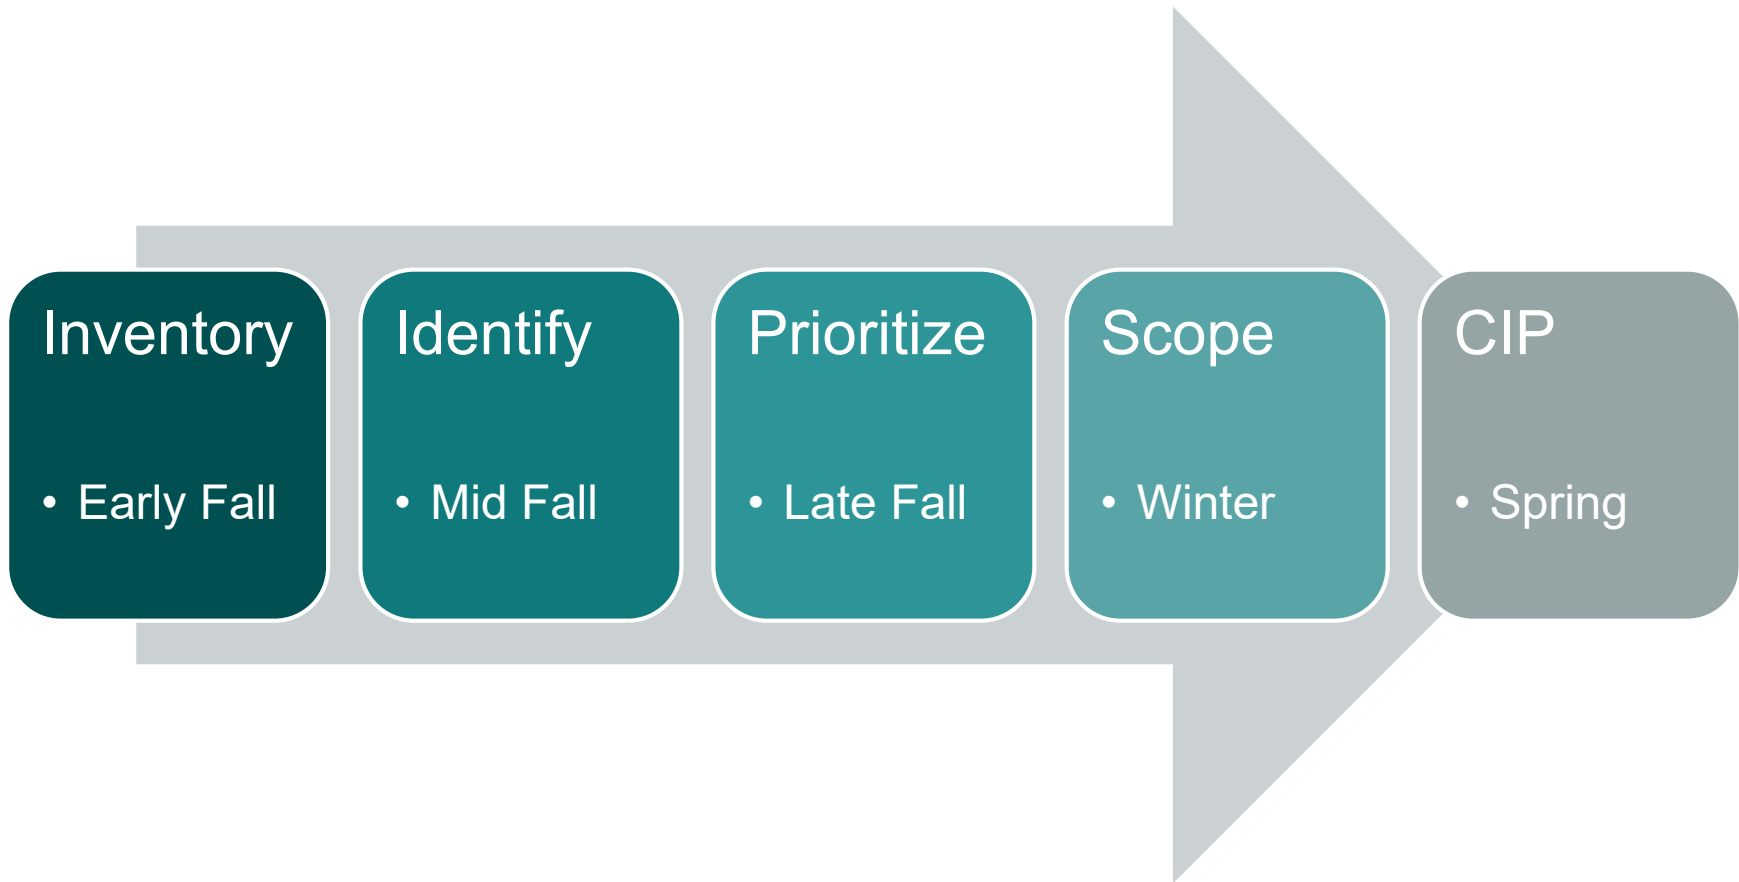 Inventory
• Early Fall
Identify
• Mid Fall
Prioritize
• Late Fall
Scope
• Winter
CIP
• Spring